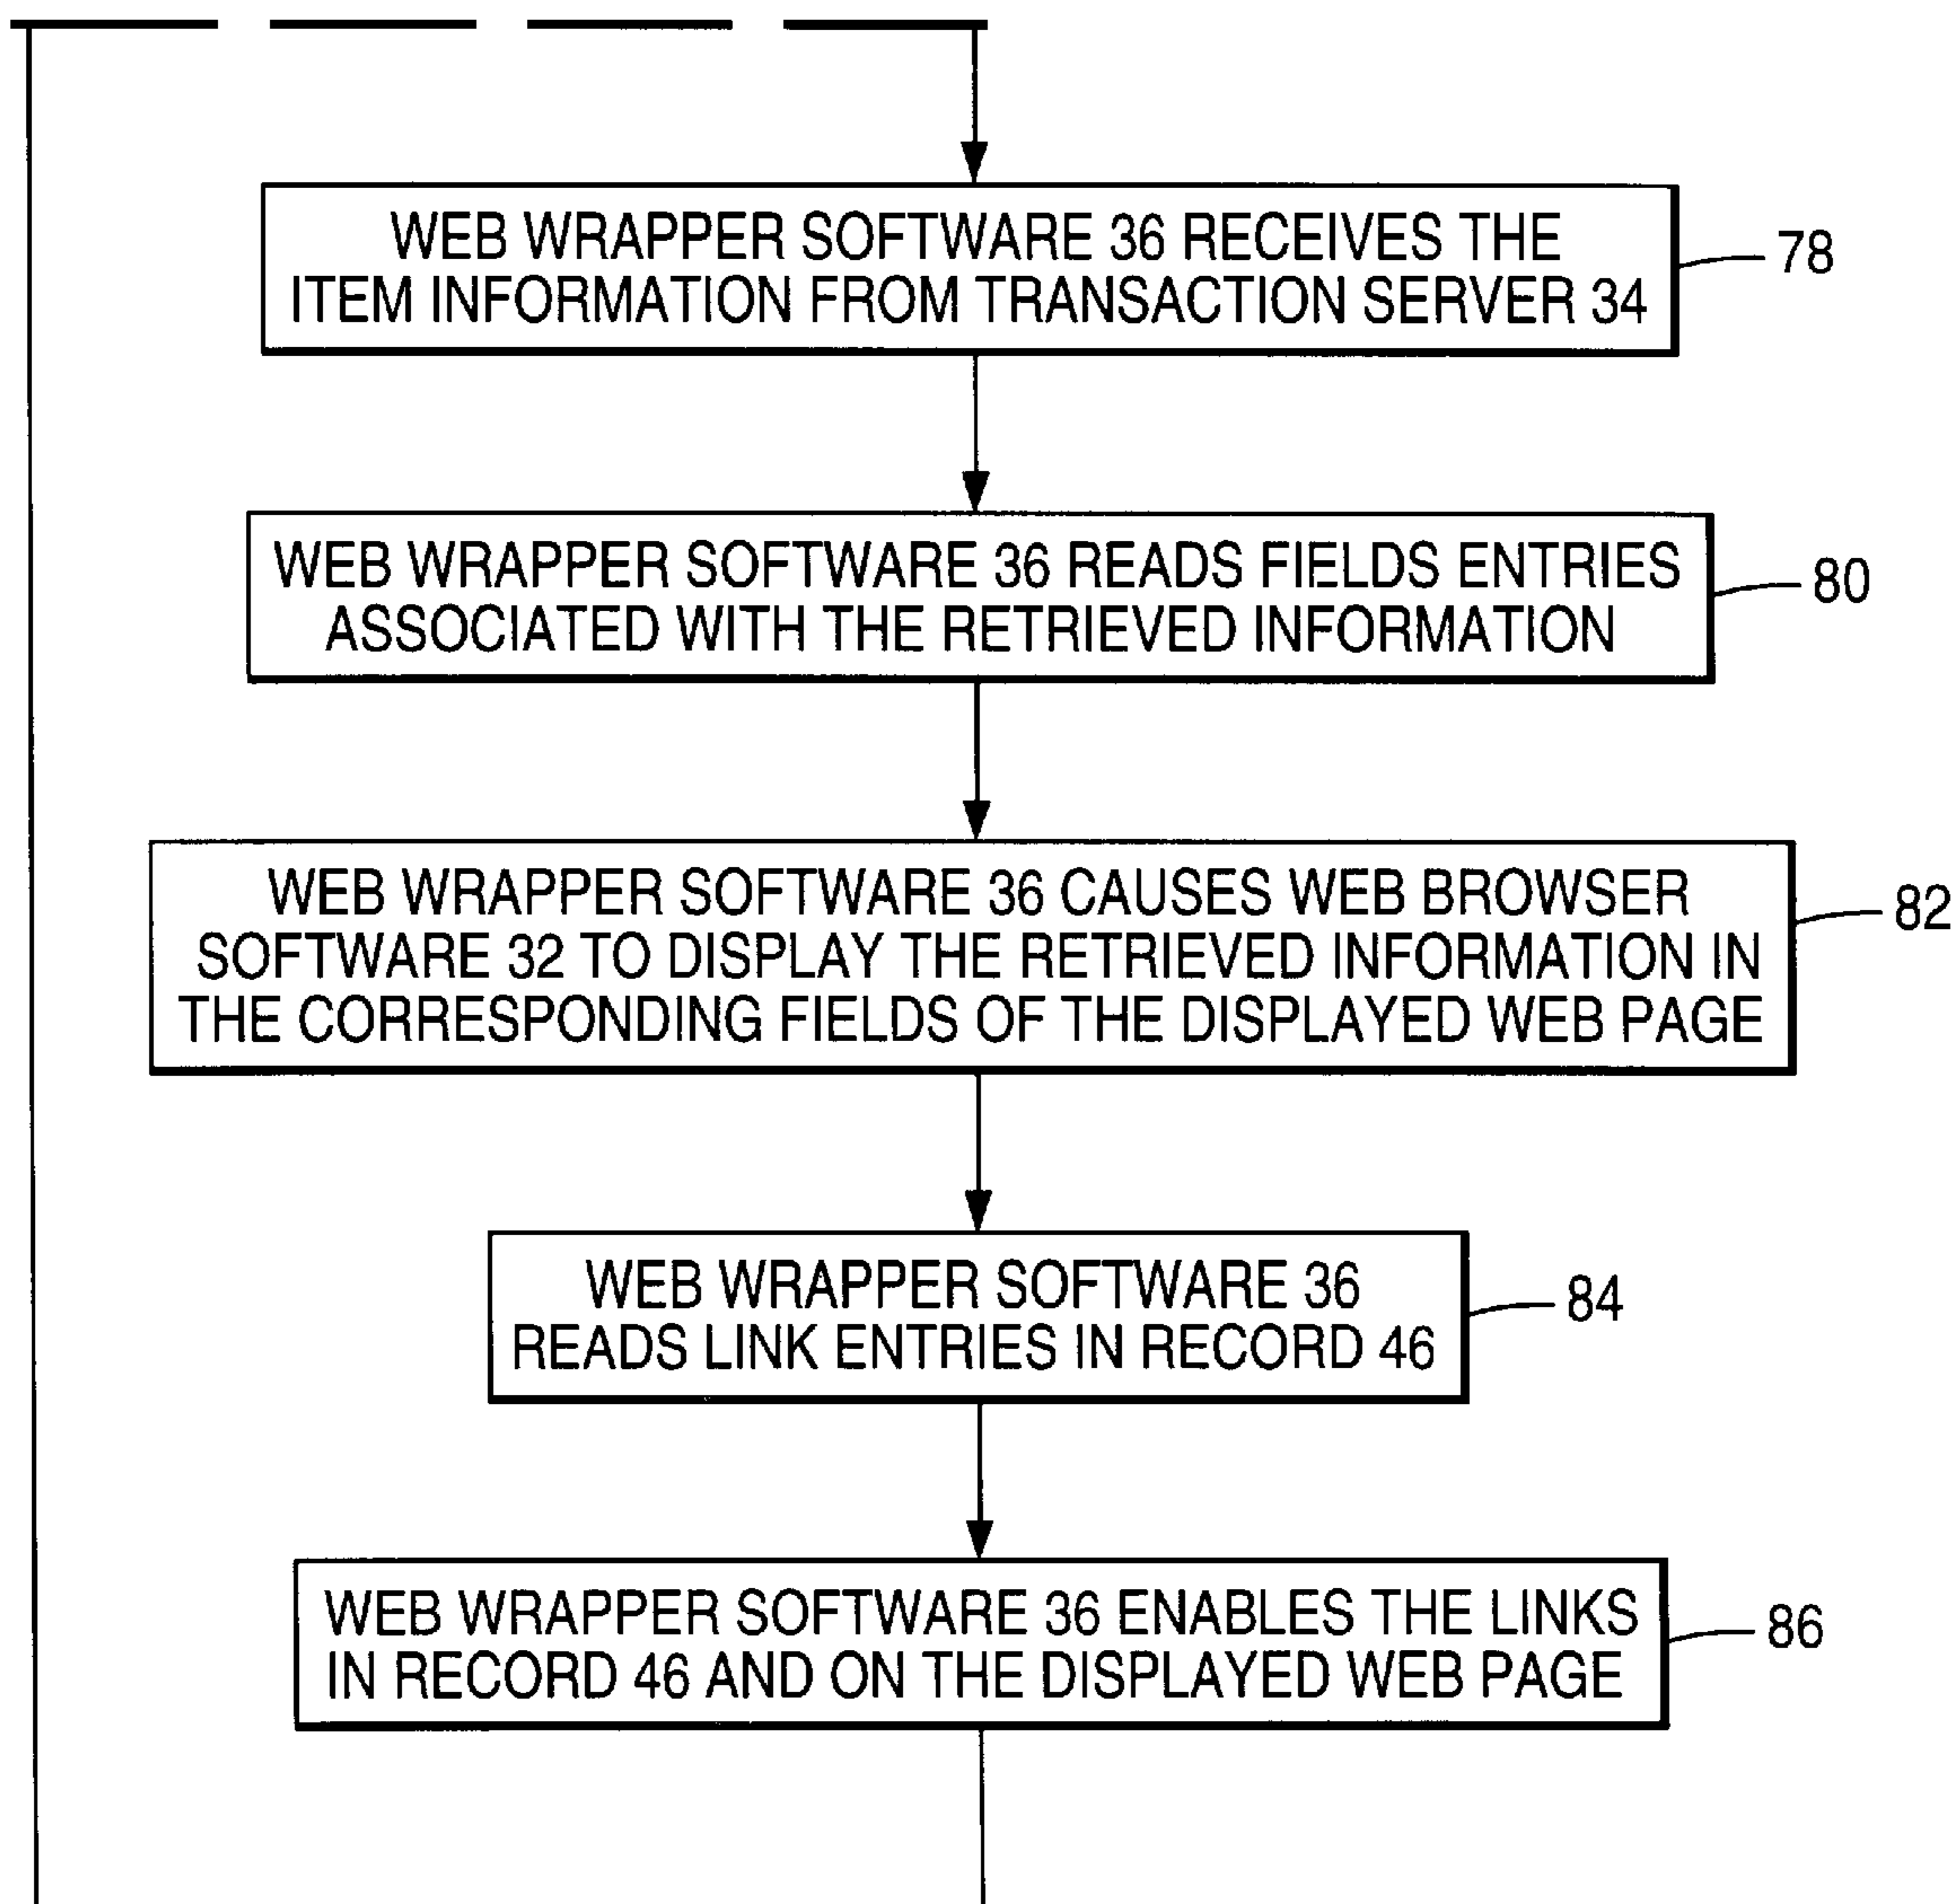 WEB WRAPPER SOFTWARE 36 RECEIVES THE
ITEM INFORMATION FROM TRANSACTION SERVER 34
78
WEB WRAPPER SOFTWARE 36 READS FIELDS ENTRIES
ASSOCIATED WITH THE RETRIEVED INFORMATION
80
WEB WRAPPER SOFTWARE 36 CAUSES WEB BROWSER
SOFTWARE 32 TO DISPLAY THE RETRIEVED INFORMATION IN
THE CORRESPONDING FIELDS OF THE DISPLAYED WEB PAGE
82
WEB WRAPPER SOFTWARE 36
READS LINK ENTRIES IN RECORD 46
84
WEB WRAPPER SOFTWARE 36 ENABLES THE LINKS
IN RECORD 46 AND ON THE DISPLAYED WEB PAGE
86